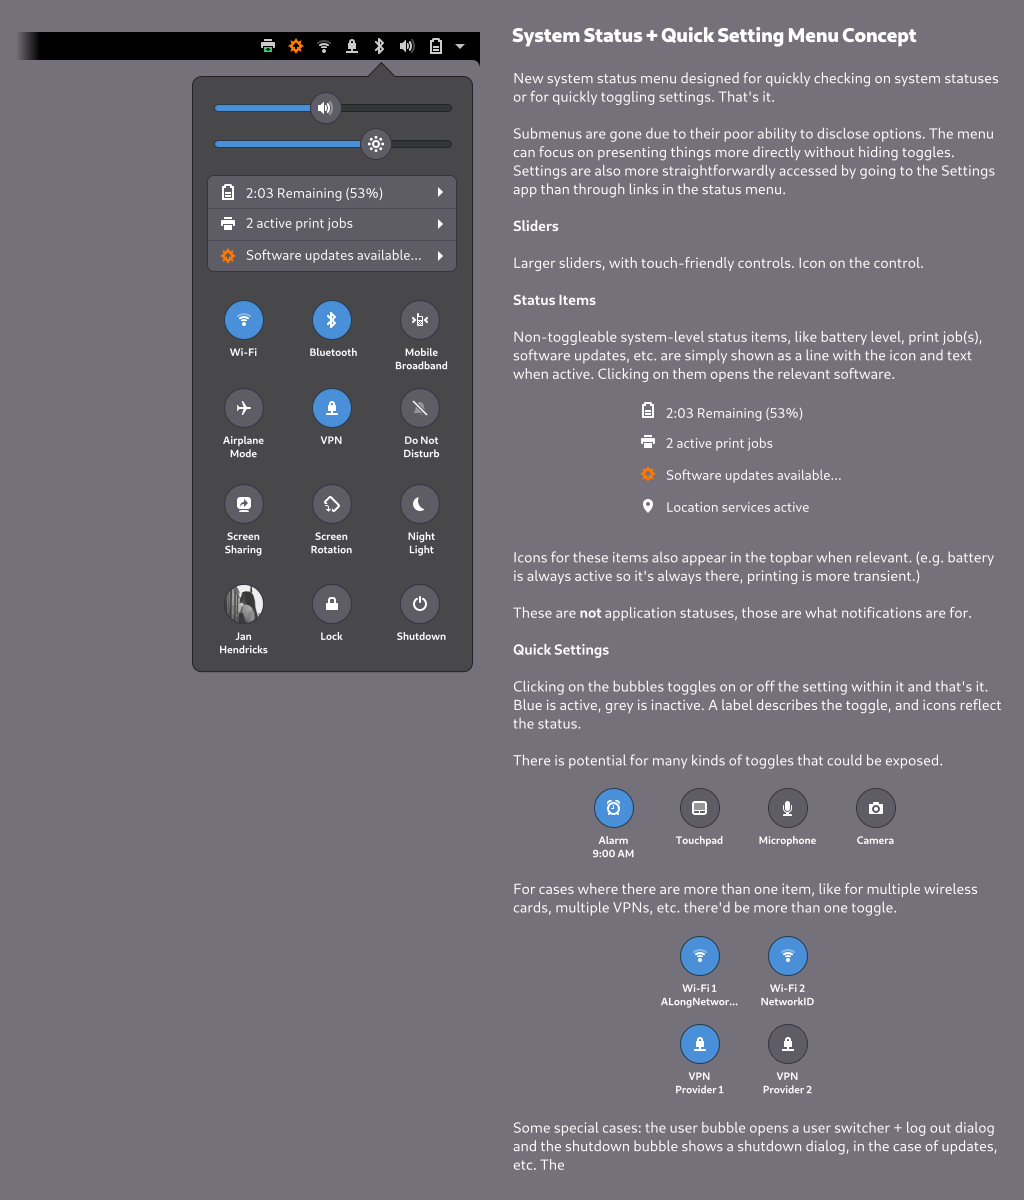 System Status + Quick Setting Menu Concept
New system status menu designed for quickly checking on system statuses
or for quickly toggling settings. That's it.
Submenus are gone due to their poor ability to disclose options. The menu
can focus on presenting things more directly without hiding toggles.
Settings are also more straightforwardly accessed by going to the Settings
app than through links in the status menu.
Sliders
Larger sliders, with touch-friendly controls. Icon on the control.
Status Items
Non-toggleable system-level status items, like battery level, print job(s),
software updates, etc. are simply shown as a line with the icon and text
when active. Clicking on them opens the relevant software.
2:03 Remaining (53%)
2 active print jobs
Software updates available...
Location services active
Icons for these items also appear in the topbar when relevant. (e.g. battery
is always active so it's always there, printing is more transient.)
These are not application statuses, those are what notifications are for.
Quick Settings
Clicking on the bubbles toggles on or off the setting within it and that's it.
Blue is active, grey is inactive. A label describes the toggle, and icons reflect
the status.
There is potential for many kinds of toggles that could be exposed.
Alarm
9:00 AM
Touchpad
Microphone
Camera
For cases where there are more than one item, like for multiple wireless
cards, multiple VPNs, etc. there'd be more than one toggle.
Wi-Fi 1
ALongNetwor...
Wi-Fi 2
NetworkID
VPN
Provider 1
VPN
Provider 2
Some special cases: the user bubble opens a user switcher + log out dialog
and the shutdown bubble shows a shutdown dialog, in the case of updates,
etc. The
2:03 Remaining (53%)
2 active print jobs
Software updates available...
Wi-Fi
Bluetooth
Mobile
Broadband
Airplane
Mode
VPN
Do Not
Disturb
Screen
Sharing
Screen
Rotation
Night
Light
Jan
Hendricks
Lock
Shutdown